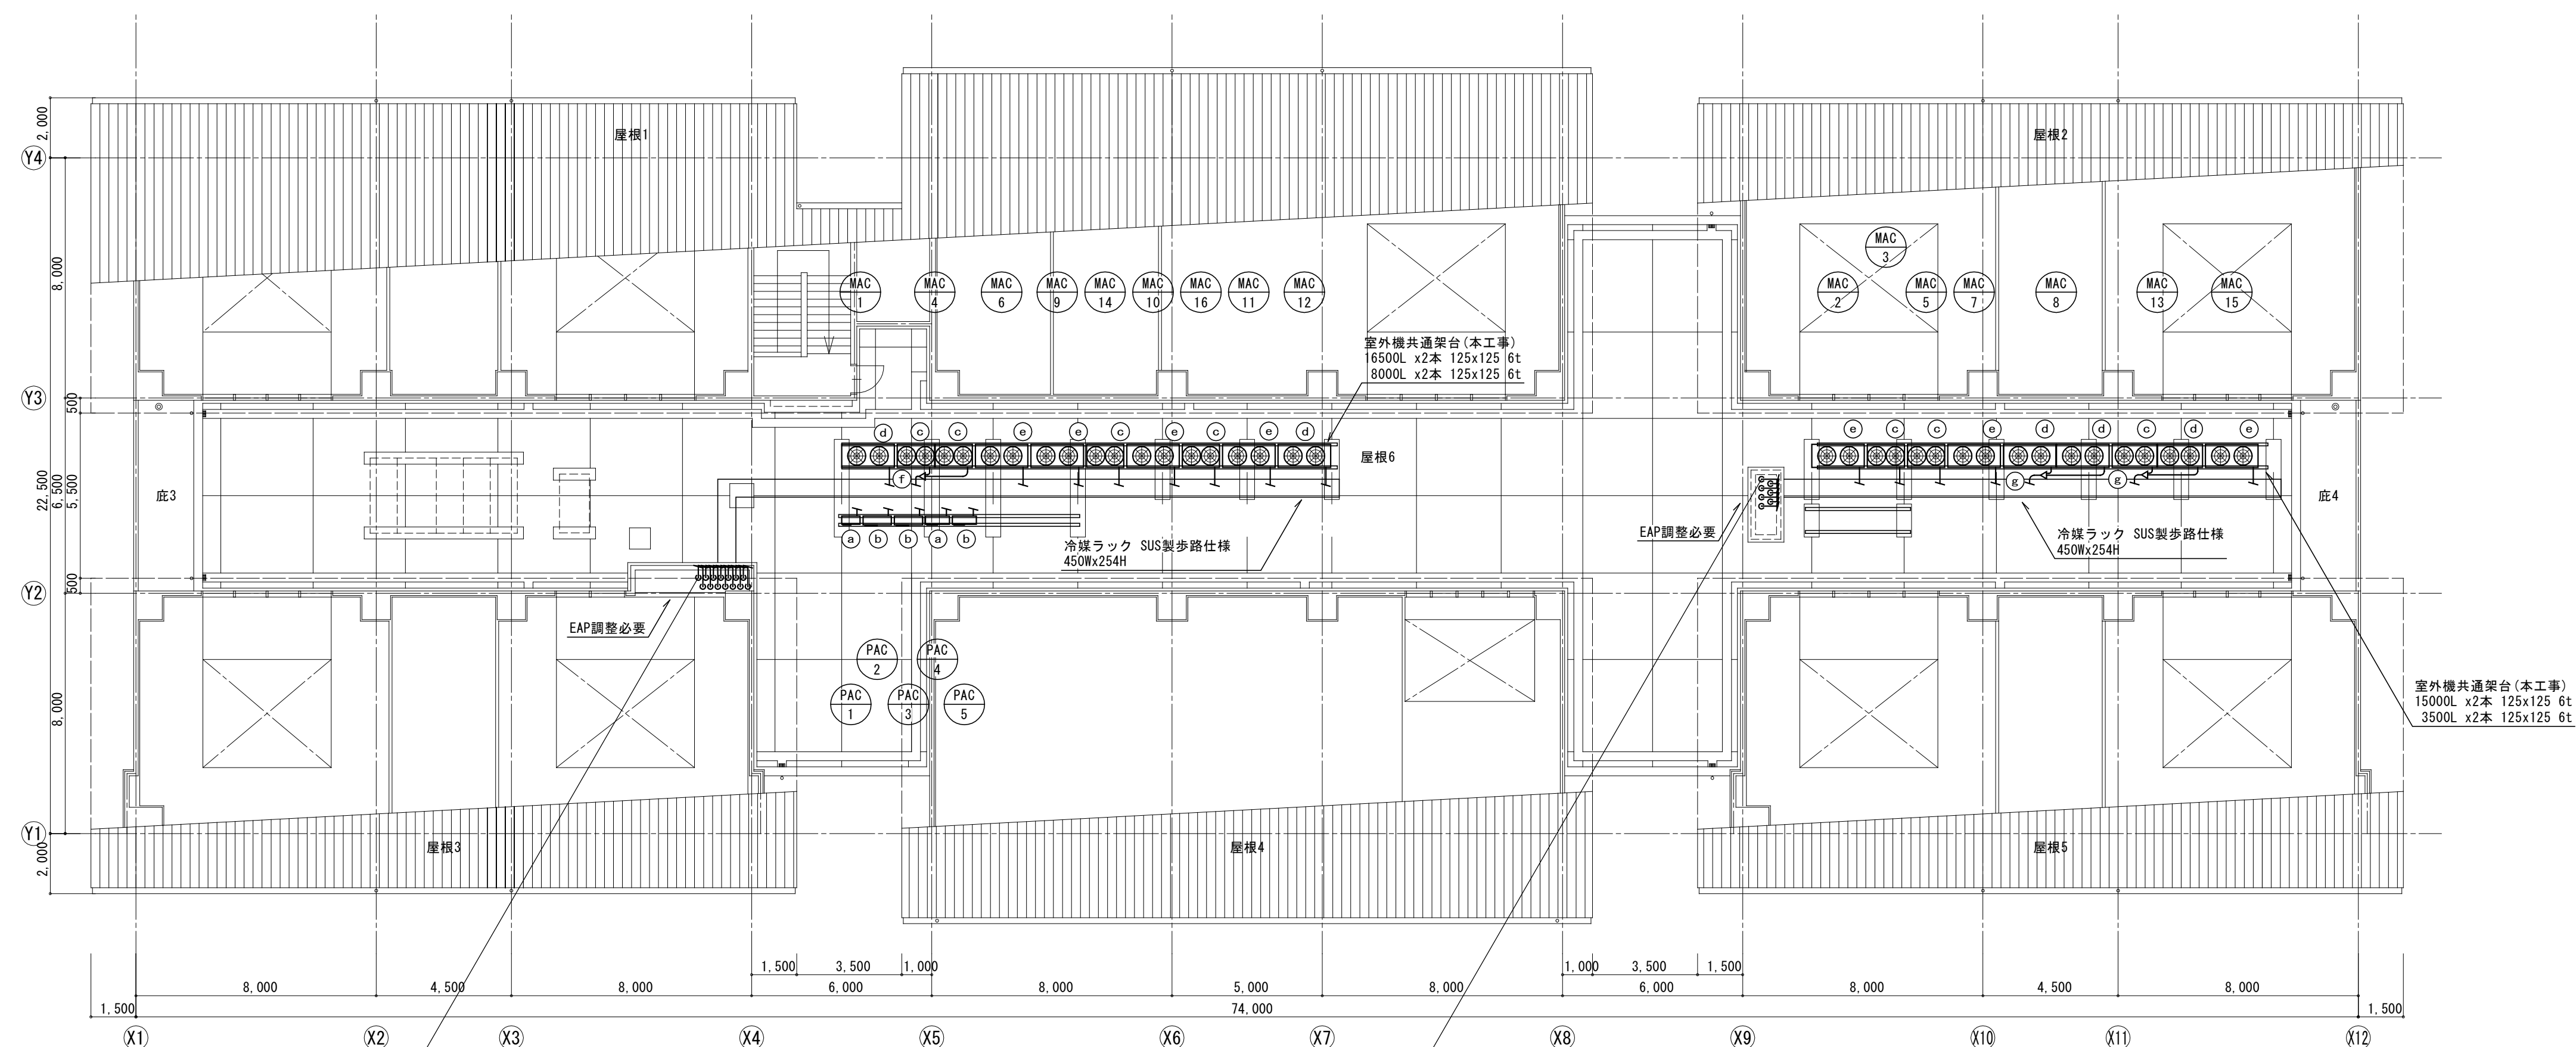 屋根1
屋根2
2,000
Y4
8,000
MAC
3
MAC
1
MAC
4
MAC
6
MAC
9
MAC
14
MAC
10
MAC
16
MAC
11
MAC
12
MAC
2
MAC
5
MAC
7
MAC
8
MAC
13
MAC
15
室外機共通架台(本工事)
16500L x2本 125x125 6t
8000L x2本 125x125 6t
Y3
500
d c c e e c e c e d
e c c e d d c d e
屋根6
f
g g
庇3
庇4
22,500
6,500
5,500
a b b a b
冷媒ラック SUS製歩路仕様
450Wx254H
EAP調整必要
冷媒ラック SUS製歩路仕様
450Wx254H
Y2
500
EAP調整必要
PAC
2
PAC
4
PAC
1
PAC
3
PAC
5
室外機共通架台(本工事)
15000L x2本 125x125 6t
3500L x2本 125x125 6t
8,000
Y1
2,000
屋根3
屋根4
屋根5
1,500 3,500 1,000 1,000 3,500 1,500
8,000 4,500 8,000 6,000 8,000 5,000 8,000 6,000 8,000 4,500 8,000
1,500 74,000 1,500
X1 X2 X3 X4 X5 X6 X7 X8 X9 X10 X11 X12